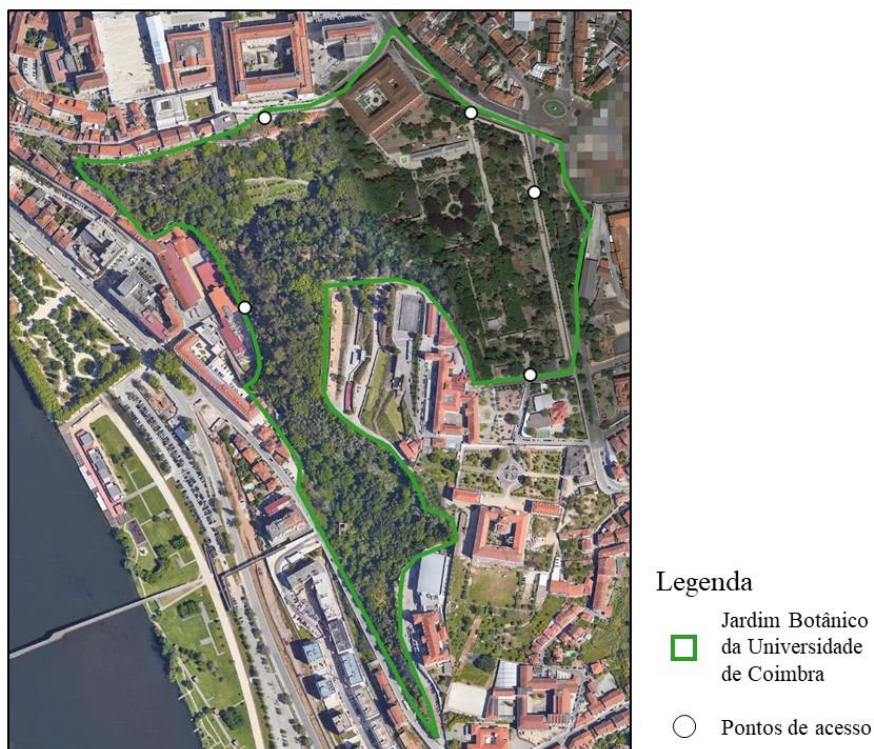 Legenda
Jardim Botânico
da Universidade
de Coimbra
Pontos de acesso